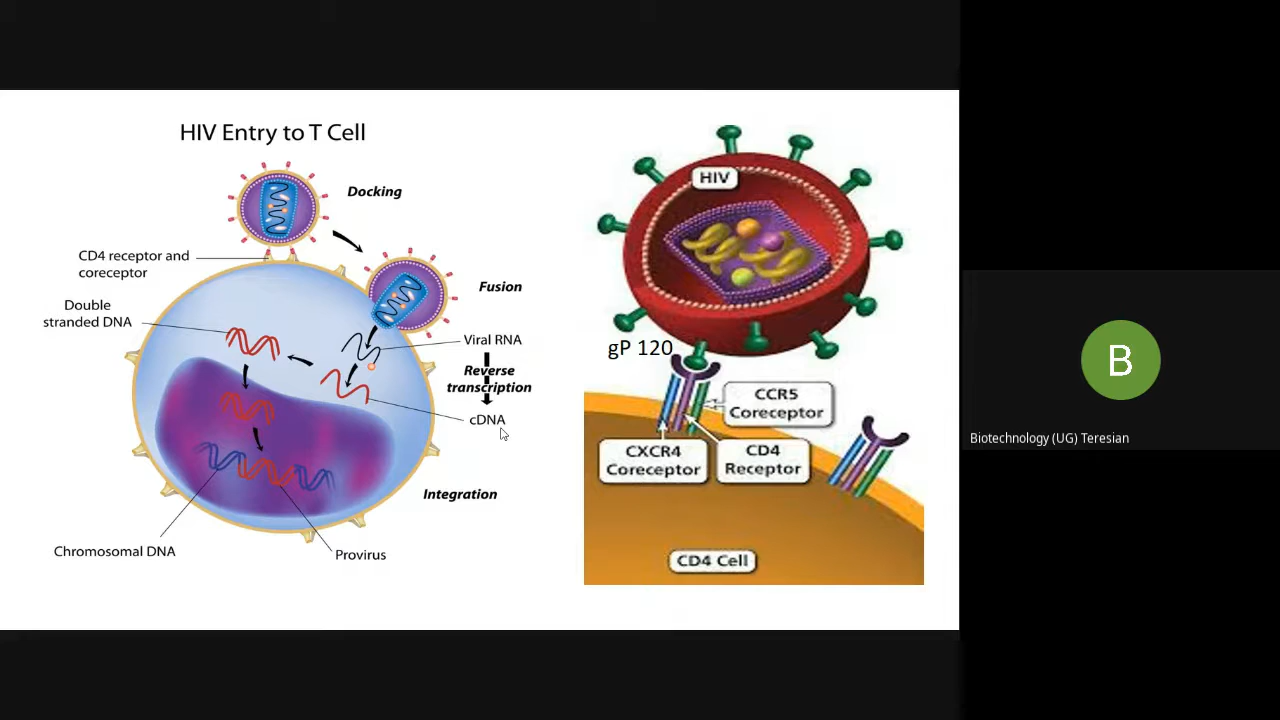 HIV Entry to T Cell
Docking
CD4 receptor and
coreceptor
Fusion
Double
stranded DNA
Viral RNA
Reverse
transcription
cDNA
Integration
Chromosomal DNA
Provirus
HIV
gP 120
CCR5
Coreceptor
CXCR4
Coreceptor
CD4
Receptor
CD4 Cell
B
Biotechnology (UG) Teresian